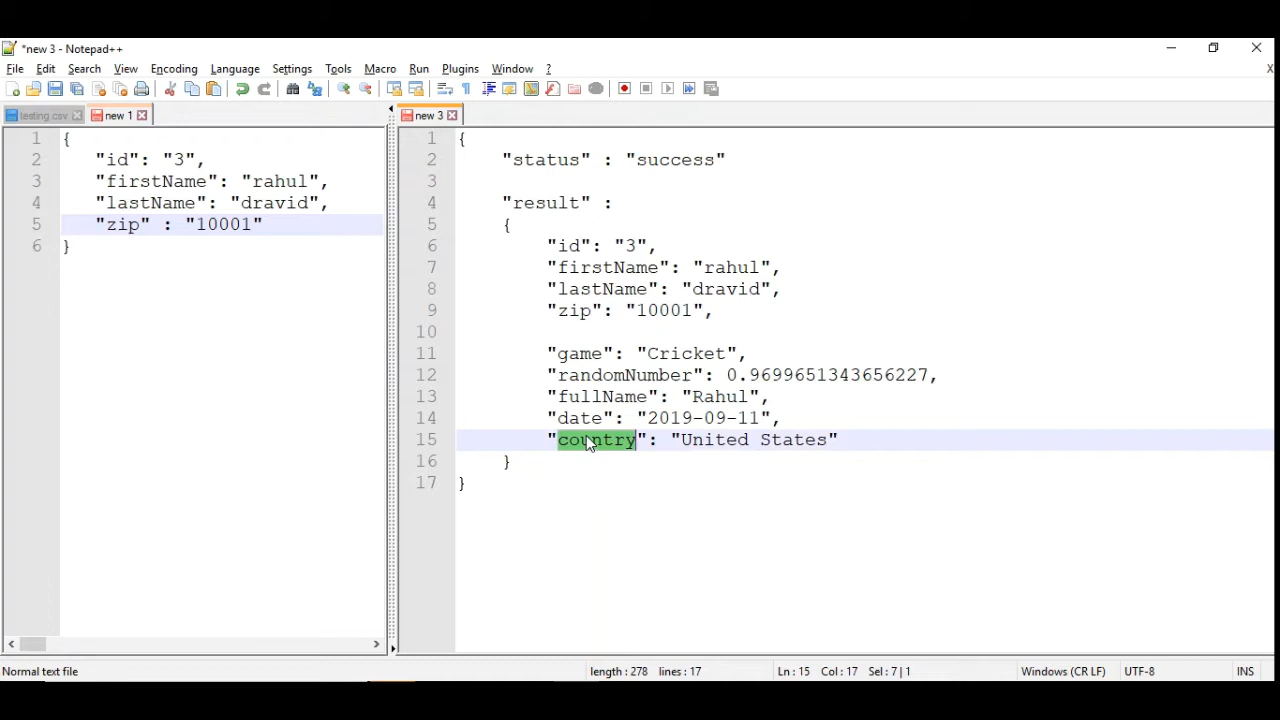 *new 3 - Notepad++
File Edit Search View Encoding Language Settings Tools Macro Run Plugins Window ? X
testing.csv new 1 new 3
1 {
2 "id": "3",
3 "firstName": "rahul",
4 "lastName": "dravid",
5 "zip" : "10001"
6 }
1 {
2 "status" : "success"
3
4 "result" :
5 {
6 "id": "3",
7 "firstName": "rahul",
8 "lastName": "dravid",
9 "zip": "10001",
10
11 "game": "Cricket",
12 "randomNumber": 0.9699651343656227,
13 "fullName": "Rahul",
14 "date": "2019-09-11",
15 "country": "United States"
16 }
17 }
Normal text file length : 278 lines : 17 Ln : 15 Col : 17 Sel : 7 | 1 Windows (CR LF) UTF-8 INS